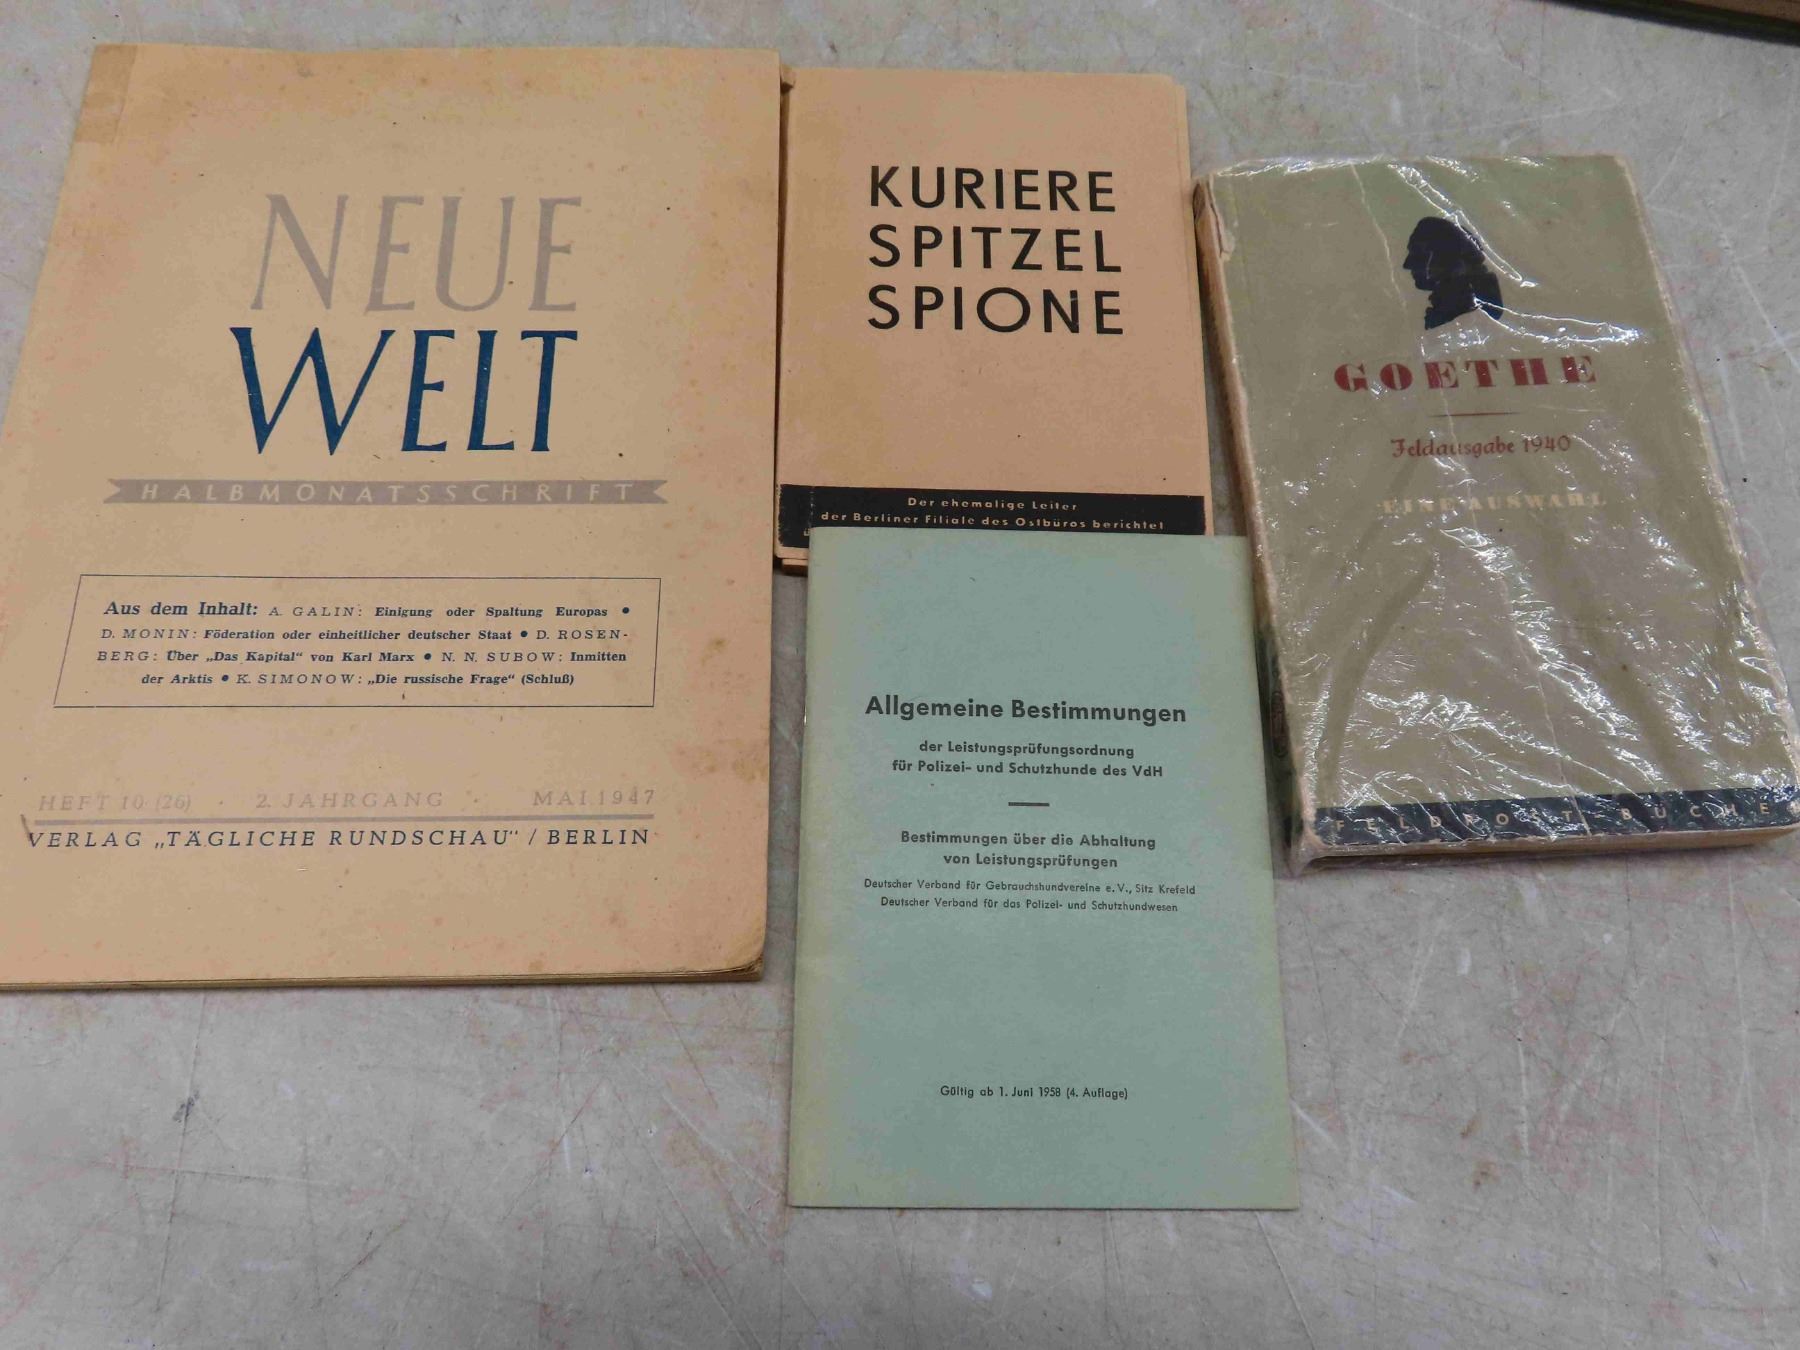 NEUE
WELT
HALBMONATSSCHRIFT
Aus dem Inhalt: A. GALIN: Einigung oder Spaltung Europas •
D. MONIN: Föderation oder einheitlicher deutscher Staat • D. ROSEN-
BERG: Über „Das Kapital“ von Karl Marx • N. N. SUBOW: Inmitten
der Arktis • K. SIMONOW: „Die russische Frage“ (Schluß)
HEFT 10 (26) · 2. JAHRGANG · MAI 1947
VERLAG „TÄGLICHE RUNDSCHAU“ / BERLIN
KURIERE
SPITZEL
SPIONE
Der ehemalige Leiter
der Berliner Filiale des Ostbüros berichtet
Allgemeine Bestimmungen
der Leistungsprüfungsordnung
für Polizei- und Schutzhunde des VdH
Bestimmungen über die Abhaltung
von Leistungsprüfungen
Deutscher Verband für Gebrauchshundvereine e. V., Sitz Krefeld
Deutscher Verband für das Polizei- und Schutzhundwesen
Gültig ab 1. Juni 1958 (4. Auflage)
GOETHE
Feldausgabe 1940
EINE AUSWAHL
FELDPOST-BÜCHE